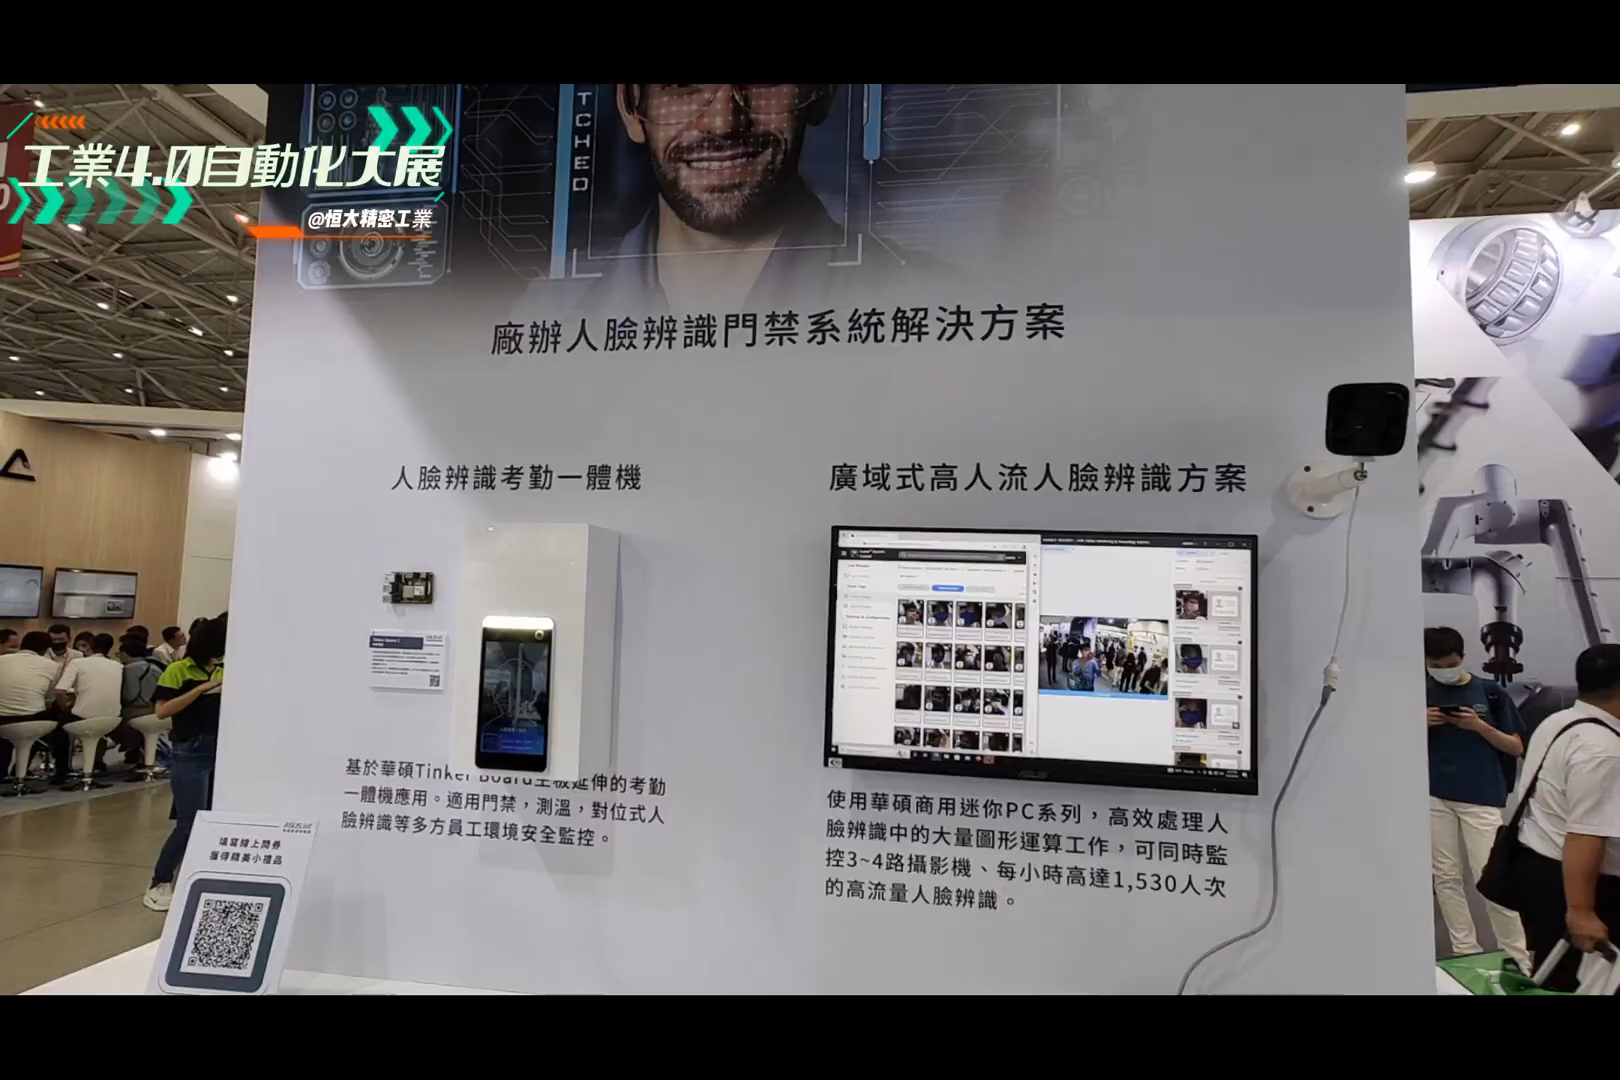 工業4.0自動化大展
@恒大精密工業
TCHED
廠辦人臉辨識門禁系統解決方案
人臉辨識考勤一體機
基於華碩Tinker Board主板延伸的考勤
一體機應用。適用門禁，測溫，對位式人
臉辨識等多方員工環境安全監控。
廣域式高人流人臉辨識方案
使用華碩商用迷你PC系列，高效處理人
臉辨識中的大量圖形運算工作，可同時監
控3~4路攝影機、每小時高達1,530人次
的高流量人臉辨識。
ASUS IoT
填寫線上問券
獲得精美小禮品